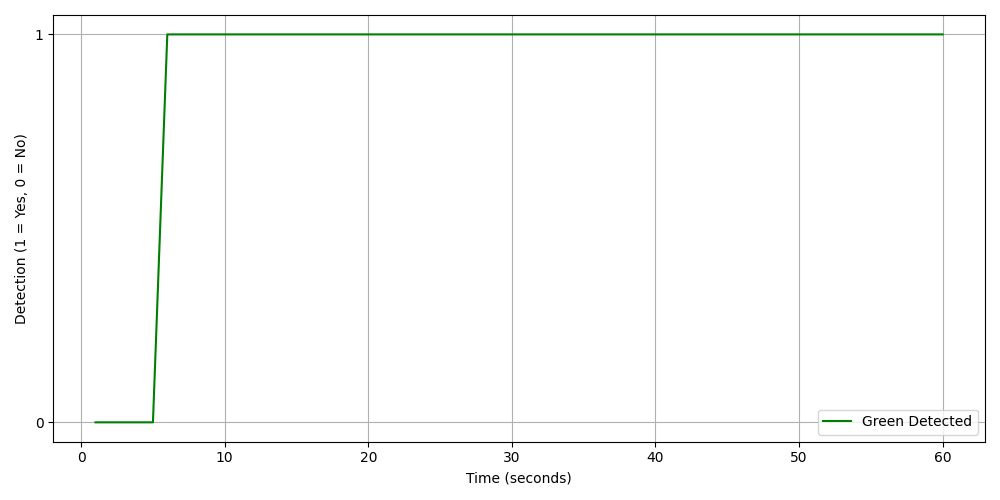 1
0
Detection (1 = Yes, 0 = No)
Green Detected
0 10 20 30 40 50 60
Time (seconds)